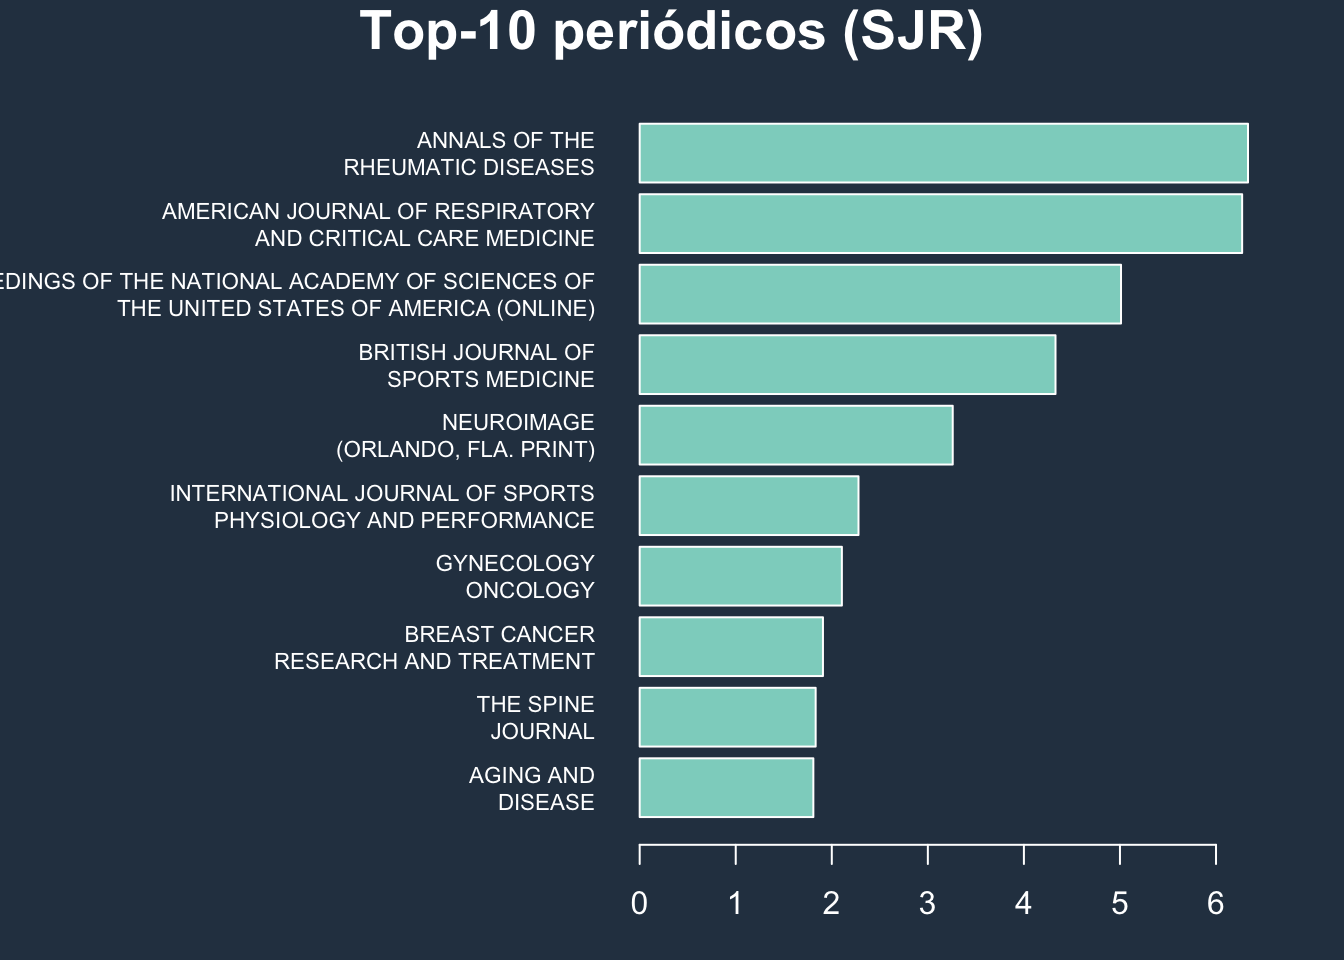 Top-10 periódicos (SJR)
ANNALS OF THE
RHEUMATIC DISEASES
AMERICAN JOURNAL OF RESPIRATORY
AND CRITICAL CARE MEDICINE
EDINGS OF THE NATIONAL ACADEMY OF SCIENCES OF
THE UNITED STATES OF AMERICA (ONLINE)
BRITISH JOURNAL OF
SPORTS MEDICINE
NEUROIMAGE
(ORLANDO, FLA. PRINT)
INTERNATIONAL JOURNAL OF SPORTS
PHYSIOLOGY AND PERFORMANCE
GYNECOLOGY
ONCOLOGY
BREAST CANCER
RESEARCH AND TREATMENT
THE SPINE
JOURNAL
AGING AND
DISEASE
0 1 2 3 4 5 6